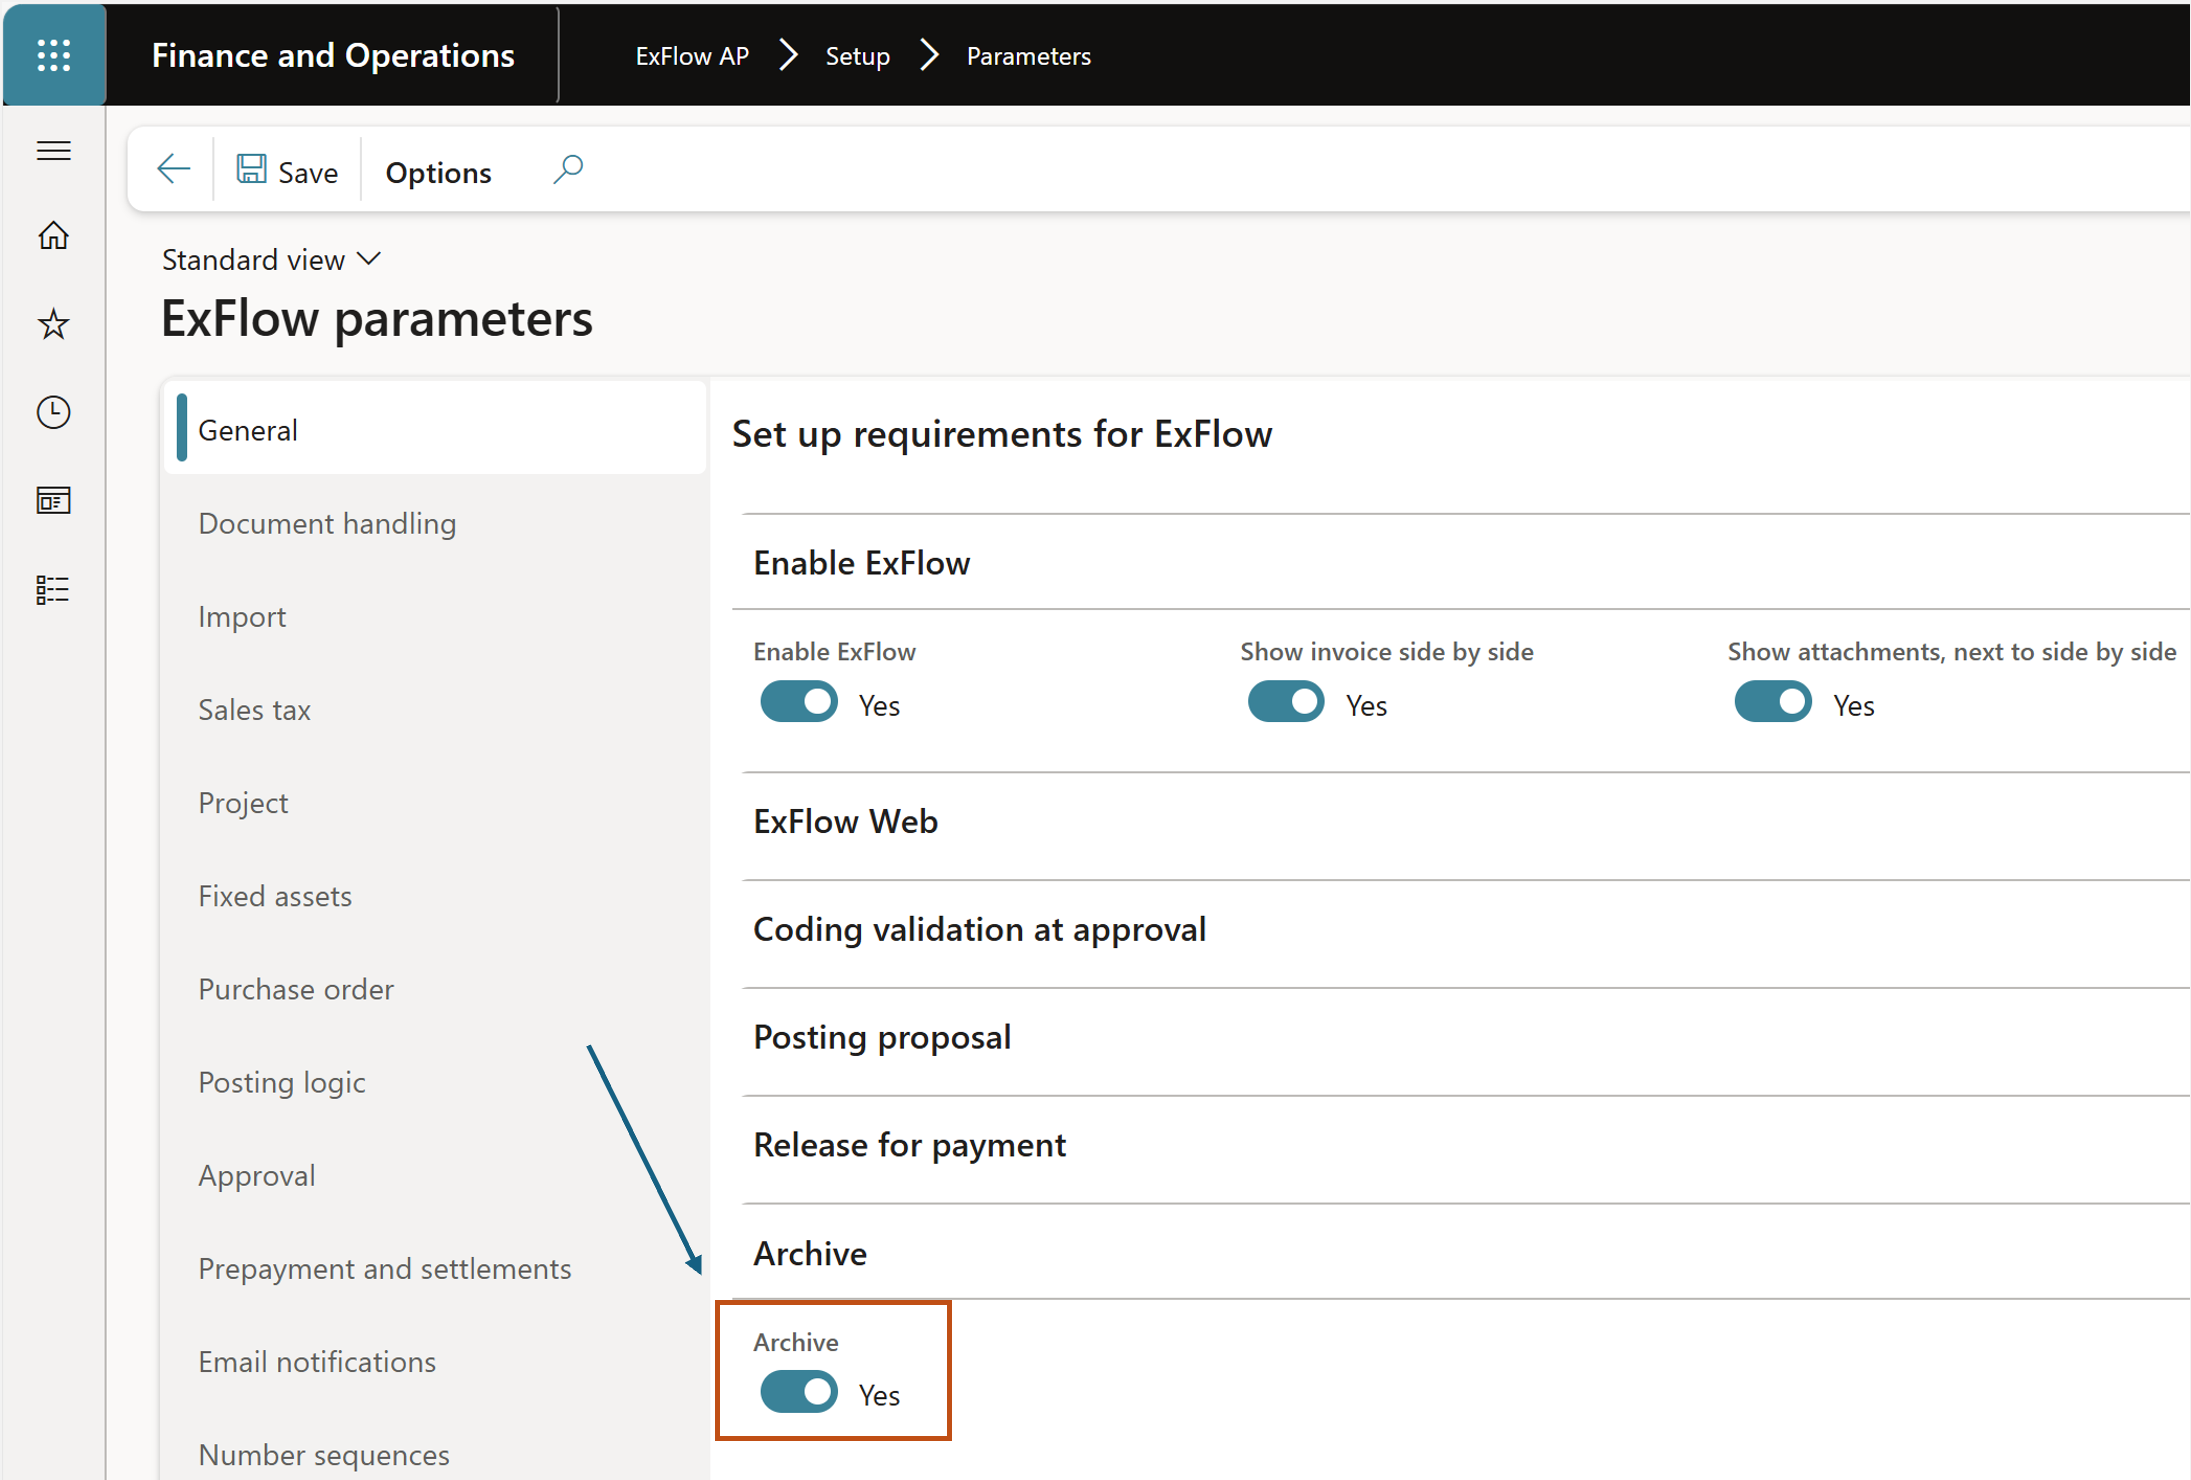 Finance and Operations
ExFlow AP > Setup > Parameters
Save
Options
Standard view
ExFlow parameters
General
Document handling
Import
Sales tax
Project
Fixed assets
Purchase order
Posting logic
Approval
Prepayment and settlements
Email notifications
Number sequences
Set up requirements for ExFlow
Enable ExFlow
Enable ExFlow
Yes
Show invoice side by side
Yes
Show attachments, next to side by side
Yes
ExFlow Web
Coding validation at approval
Posting proposal
Release for payment
Archive
Archive
Yes